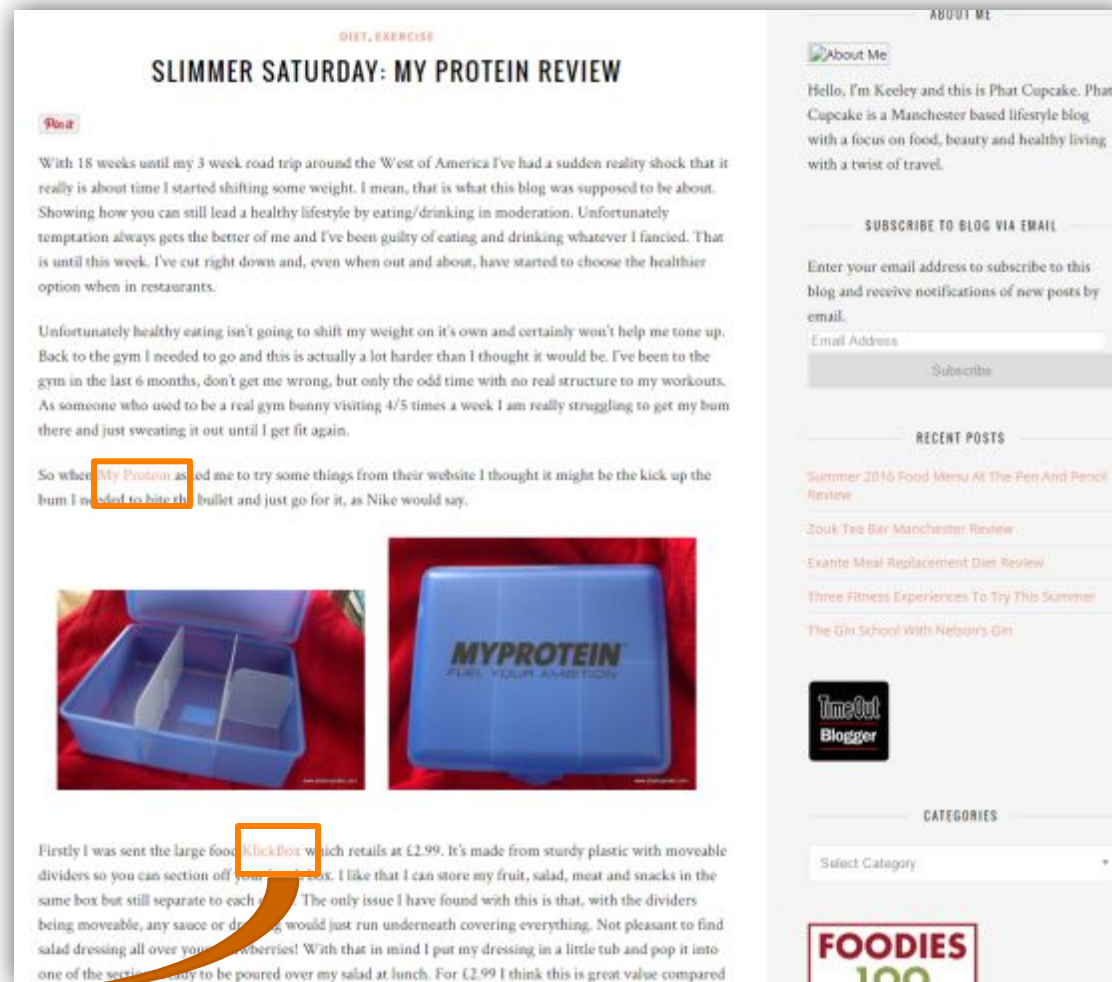 DIET, EXERCISE
SLIMMER SATURDAY: MY PROTEIN REVIEW
Pin it
With 18 weeks until my 3 week road trip around the West of America I've had a sudden reality shock that it
really is about time I started shifting some weight. I mean, that is what this blog was supposed to be about.
Showing how you can still lead a healthy lifestyle by eating/drinking in moderation. Unfortunately
temptation always gets the better of me and I've been guilty of eating and drinking whatever I fancied. That
is until this week. I've cut right down and, even when out and about, have started to choose the healthier
option when in restaurants.
Unfortunately healthy eating isn't going to shift my weight on it's own and certainly won't help me tone up.
Back to the gym I needed to go and this is actually a lot harder than I thought it would be. I've been to the
gym in the last 6 months, don't get me wrong, but only the odd time with no real structure to my workouts.
As someone who used to be a real gym bunny visiting 4/5 times a week I am really struggling to get my bum
there and just sweating it out until I get fit again.
So when My Protein asked me to try some things from their website I thought it might be the kick up the
bum I needed to bite the bullet and just go for it, as Nike would say.
MYPROTEIN
FUEL YOUR AMBITION
Firstly I was sent the large food KlickBox which retails at £2.99. It's made from sturdy plastic with moveable
dividers so you can section off your box. I like that I can store my fruit, salad, meat and snacks in the
same box but still separate to each The only issue I have found with this is that, with the dividers
being moveable, any sauce or would just run underneath covering everything. Not pleasant to find
salad dressing all over your strawberries! With that in mind I put my dressing in a little tub and pop it into
one of the to be poured over my salad at lunch. For £2.99 I think this is great value compared
ABOUT ME
About Me
Hello, I'm Keeley and this is Phat Cupcake. Phat
Cupcake is a Manchester based lifestyle blog
with a focus on food, beauty and healthy living
with a twist of travel.
SUBSCRIBE TO BLOG VIA EMAIL
Enter your email address to subscribe to this
blog and receive notifications of new posts by
email.
Email Address
Subscribe
RECENT POSTS
Summer 2016 Food Menu At The Pen And Pencil
Review
Zouk Tea Bar Manchester Review
Exante Meal Replacement Diet Review
Three Fitness Experiences To Try This Summer
The Gin School With Nelson's Gin
TimeOut
Blogger
CATEGORIES
Select Category
FOODIES
100